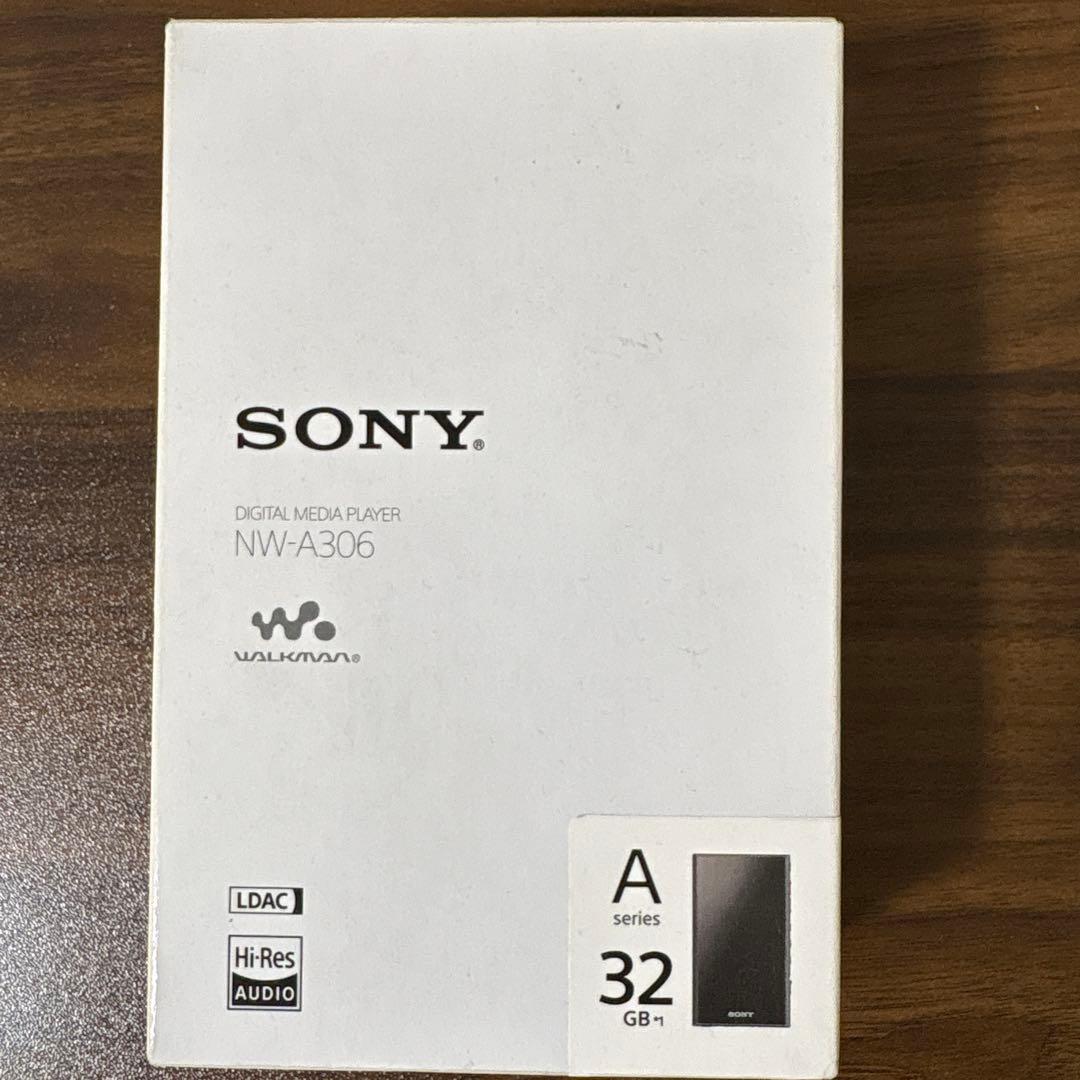 SONY®
DIGITAL MEDIA PLAYER
NW-A306
WALKMAN®
LDAC
Hi-Res
AUDIO
A
series
32
GB *1
SONY